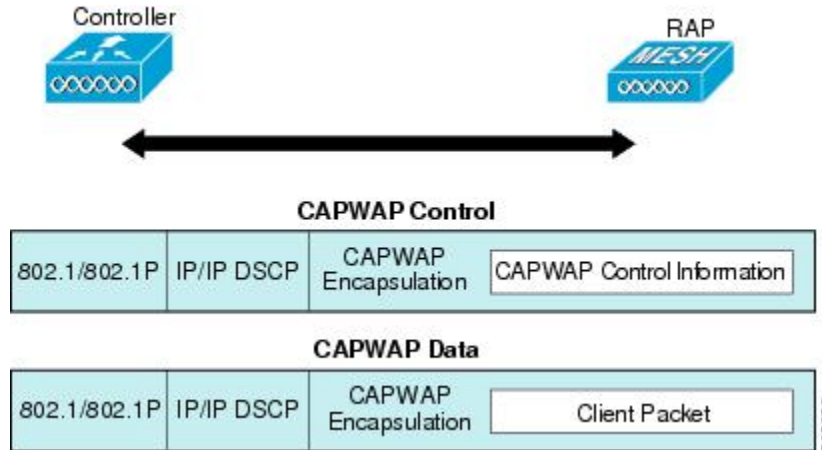 Controller
RAP
MESH
CAPWAP Control
802.1/802.1P IP/IP DSCP CAPWAP Encapsulation CAPWAP Control Information
CAPWAP Data
802.1/802.1P IP/IP DSCP CAPWAP Encapsulation Client Packet